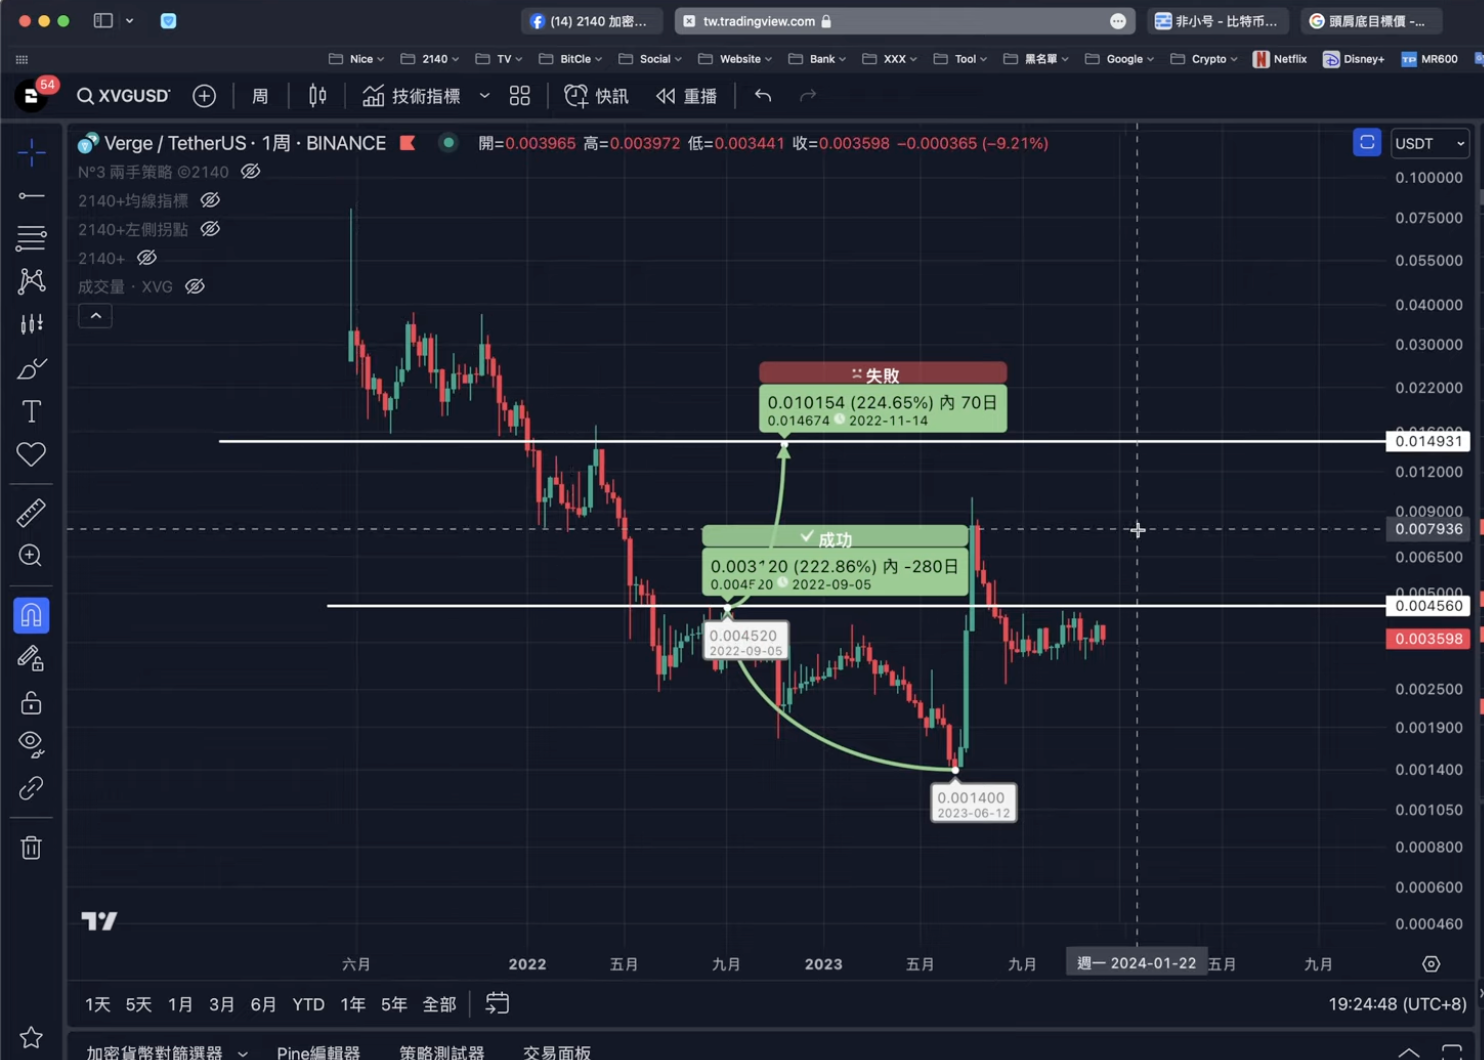 (14) 2140 加密...
tw.tradingview.com
非小号 - 比特币...
頭肩底目標價 -...
Nice
2140
TV
BitCle
Social
Website
Bank
XXX
Tool
黑名單
Google
Crypto
Netflix
Disney+
TP MR600
54
XVGUSDT
周
技術指標
快訊
重播
Verge / TetherUS · 1周 · BINANCE
開=0.003965 高=0.003972 低=0.003441 收=0.003598 −0.000365 (−9.21%)
USDT
N°3 兩手策略 ©2140
2140+均線指標
2140+左側拐點
2140+
成交量 · XVG
0.100000
0.075000
0.055000
0.040000
0.030000
0.022000
0.014931
0.012000
0.009000
0.007936
0.006500
0.005000
0.004560
0.003598
0.002500
0.001900
0.001400
0.001050
0.000800
0.000600
0.000460
失敗
0.010154 (224.65%) 內 70日
0.014674 2022-11-14
成功
0.003120 (222.86%) 內 -280日
0.004520 2022-09-05
0.004520
2022-09-05
0.001400
2023-06-12
六月
2022
五月
九月
2023
五月
九月
週一 2024-01-22
五月
九月
1天 5天 1月 3月 6月 YTD 1年 5年 全部
19:24:48 (UTC+8)
加密貨幣對篩選器
Pine編輯器
策略測試器
交易面板